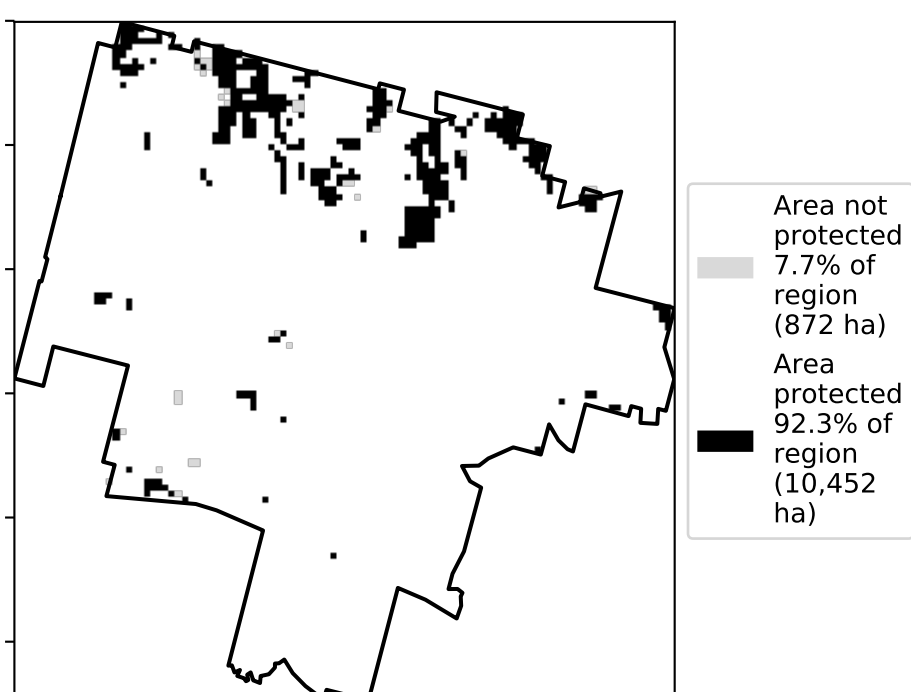 Area not
protected
7.7% of
region
(872 ha)
Area
protected
92.3% of
region
(10,452
ha)